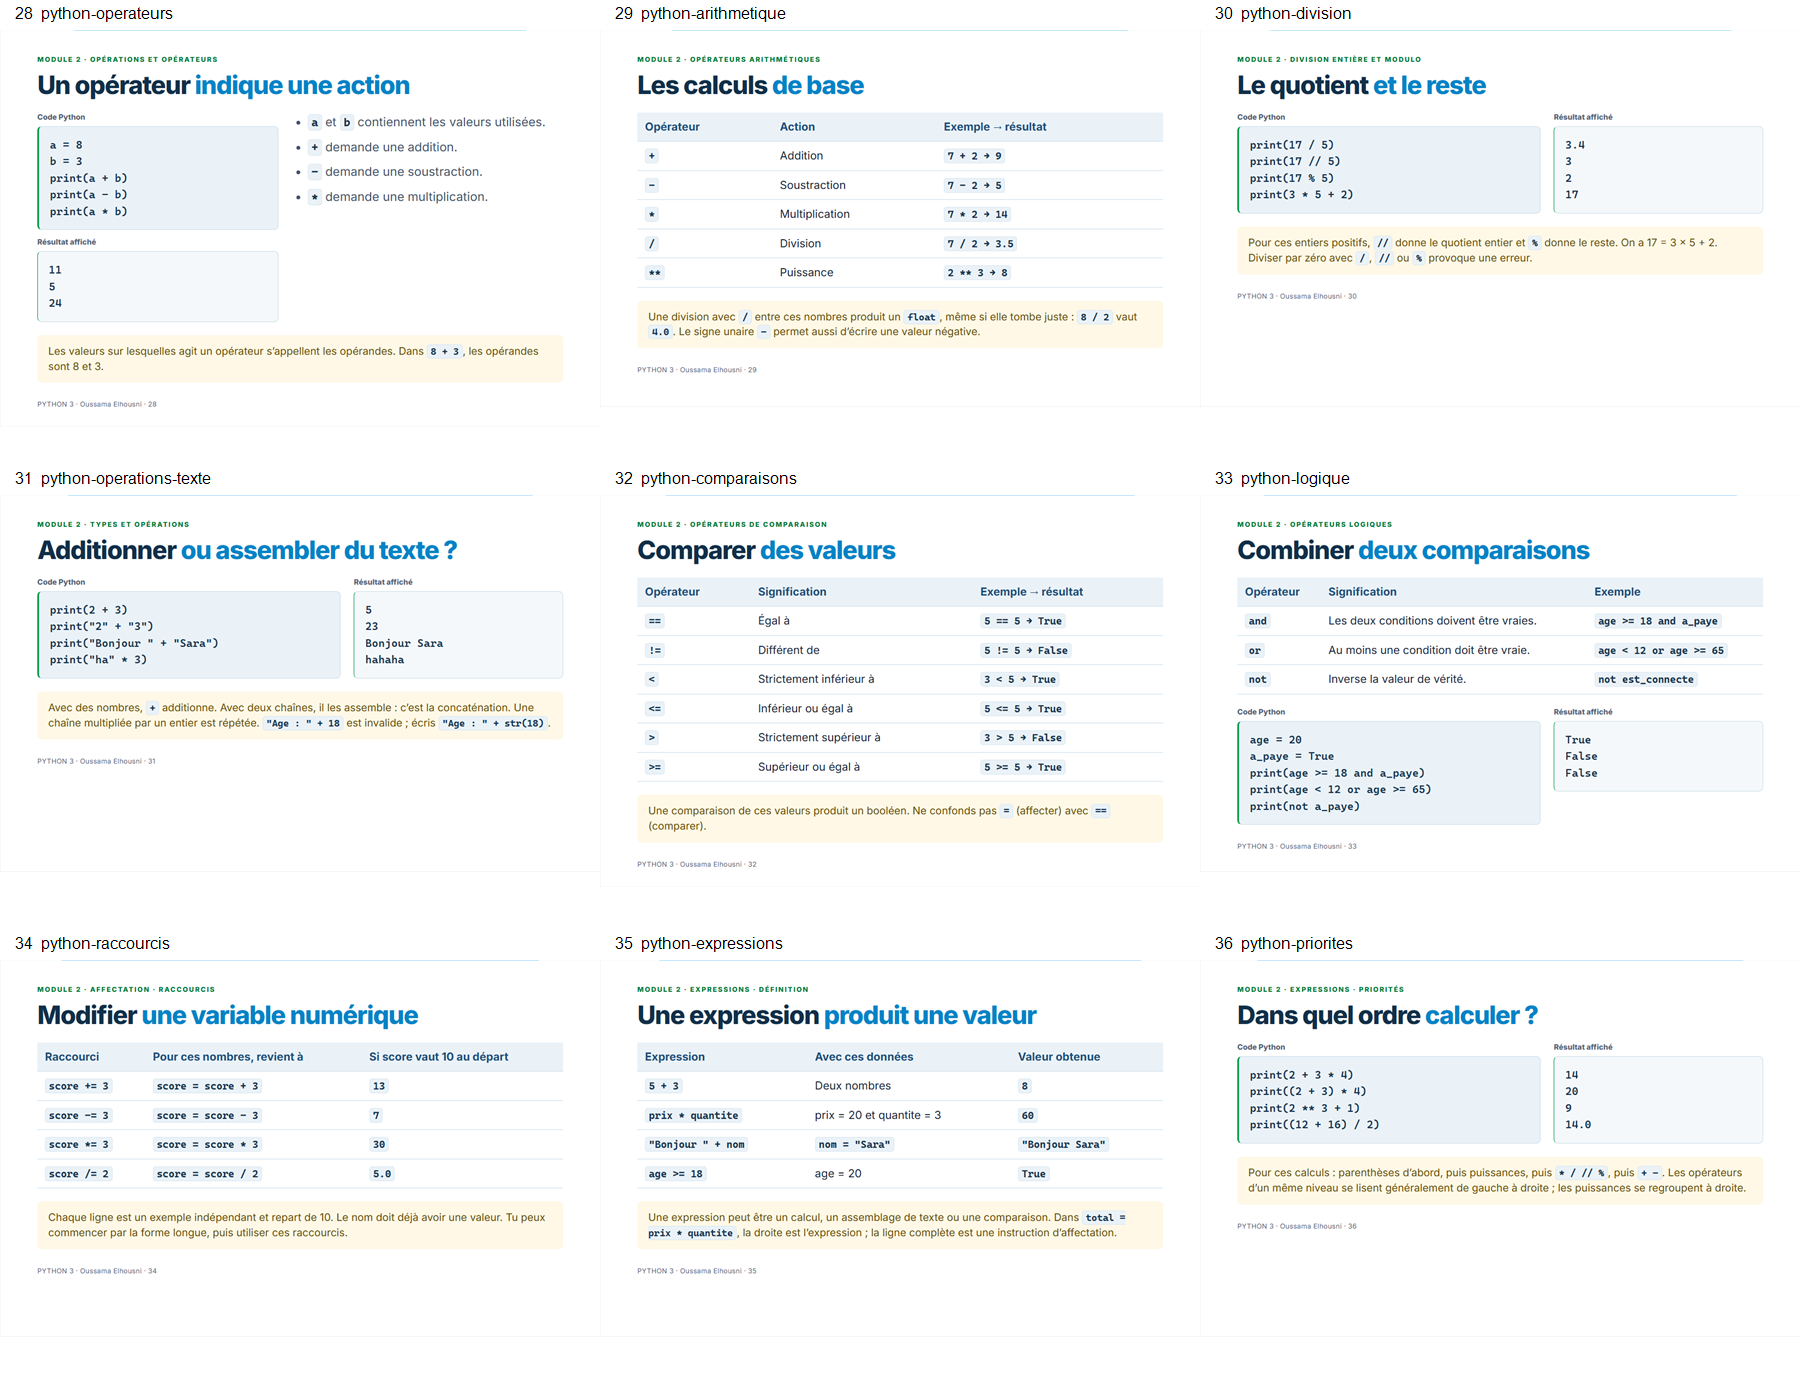 28 python-operateurs
MODULE 2 · OPÉRATIONS ET OPÉRATEURS
Un opérateur indique une action
Code Python
a = 8
b = 3
print(a + b)
print(a − b)
print(a * b)
Résultat affiché
11
5
24
• a et b contiennent les valeurs utilisées.
• + demande une addition.
• − demande une soustraction.
• * demande une multiplication.
Les valeurs sur lesquelles agit un opérateur s’appellent les opérandes. Dans 8 + 3, les opérandes
sont 8 et 3.
PYTHON 3 · Oussama Elhousni · 28
29 python-arithmetique
MODULE 2 · OPÉRATEURS ARITHMÉTIQUES
Les calculs de base
Opérateur Action Exemple → résultat
+ Addition 7 + 2 → 9
− Soustraction 7 − 2 → 5
* Multiplication 7 * 2 → 14
/ Division 7 / 2 → 3.5
** Puissance 2 ** 3 → 8
Une division avec / entre ces nombres produit un float, même si elle tombe juste : 8 / 2 vaut
4.0. Le signe unaire − permet aussi d’écrire une valeur négative.
PYTHON 3 · Oussama Elhousni · 29
30 python-division
MODULE 2 · DIVISION ENTIÈRE ET MODULO
Le quotient et le reste
Code Python
print(17 / 5)
print(17 // 5)
print(17 % 5)
print(3 * 5 + 2)
Résultat affiché
3.4
3
2
17
Pour ces entiers positifs, // donne le quotient entier et % donne le reste. On a 17 = 3 × 5 + 2.
Diviser par zéro avec /, // ou % provoque une erreur.
PYTHON 3 · Oussama Elhousni · 30
31 python-operations-texte
MODULE 2 · TYPES ET OPÉRATIONS
Additionner ou assembler du texte ?
Code Python
print(2 + 3)
print("2" + "3")
print("Bonjour " + "Sara")
print("ha" * 3)
Résultat affiché
5
23
Bonjour Sara
hahaha
Avec des nombres, + additionne. Avec deux chaînes, il les assemble : c’est la concaténation. Une
chaîne multipliée par un entier est répétée. "Age : " + 18 est invalide ; écris "Age : " + str(18).
PYTHON 3 · Oussama Elhousni · 31
32 python-comparaisons
MODULE 2 · OPÉRATEURS DE COMPARAISON
Comparer des valeurs
Opérateur Signification Exemple → résultat
== Égal à 5 == 5 → True
!= Différent de 5 != 5 → False
< Strictement inférieur à 3 < 5 → True
<= Inférieur ou égal à 5 <= 5 → True
> Strictement supérieur à 3 > 5 → False
>= Supérieur ou égal à 5 >= 5 → True
Une comparaison de ces valeurs produit un booléen. Ne confonds pas = (affecter) avec ==
(comparer).
PYTHON 3 · Oussama Elhousni · 32
33 python-logique
MODULE 2 · OPÉRATEURS LOGIQUES
Combiner deux comparaisons
Opérateur Signification Exemple
and Les deux conditions doivent être vraies. age >= 18 and a_paye
or Au moins une condition doit être vraie. age < 12 or age >= 65
not Inverse la valeur de vérité. not est_connecte
Code Python
age = 20
a_paye = True
print(age >= 18 and a_paye)
print(age < 12 or age >= 65)
print(not a_paye)
Résultat affiché
True
False
False
PYTHON 3 · Oussama Elhousni · 33
34 python-raccourcis
MODULE 2 · AFFECTATION · RACCOURCIS
Modifier une variable numérique
Raccourci Pour ces nombres, revient à Si score vaut 10 au départ
score += 3 score = score + 3 13
score −= 3 score = score − 3 7
score *= 3 score = score * 3 30
score /= 2 score = score / 2 5.0
Chaque ligne est un exemple indépendant et repart de 10. Le nom doit déjà avoir une valeur. Tu peux
commencer par la forme longue, puis utiliser ces raccourcis.
PYTHON 3 · Oussama Elhousni · 34
35 python-expressions
MODULE 2 · EXPRESSIONS · DÉFINITION
Une expression produit une valeur
Expression Avec ces données Valeur obtenue
5 + 3 Deux nombres 8
prix * quantite prix = 20 et quantite = 3 60
"Bonjour " + nom nom = "Sara" "Bonjour Sara"
age >= 18 age = 20 True
Une expression peut être un calcul, un assemblage de texte ou une comparaison. Dans total =
prix * quantite, la droite est l’expression ; la ligne complète est une instruction d’affectation.
PYTHON 3 · Oussama Elhousni · 35
36 python-priorites
MODULE 2 · EXPRESSIONS · PRIORITÉS
Dans quel ordre calculer ?
Code Python
print(2 + 3 * 4)
print((2 + 3) * 4)
print(2 ** 3 + 1)
print((12 + 16) / 2)
Résultat affiché
14
20
9
14.0
Pour ces calculs : parenthèses d’abord, puis puissances, puis * / // %, puis + −. Les opérateurs
d’un même niveau se lisent généralement de gauche à droite ; les puissances se regroupent à droite.
PYTHON 3 · Oussama Elhousni · 36